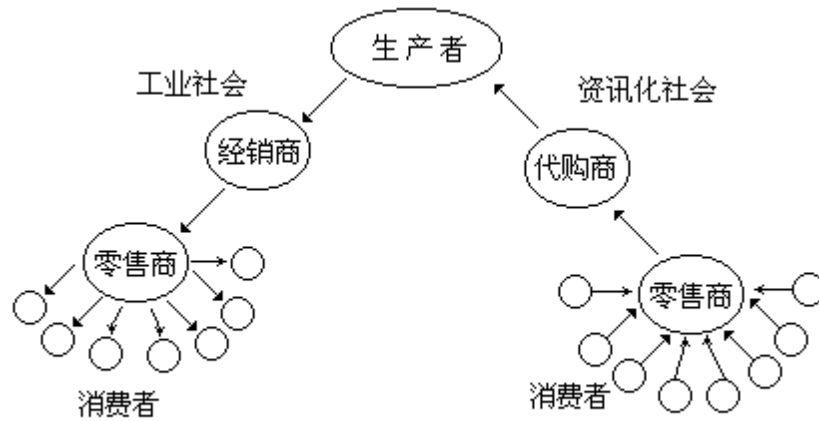 生产者
工业社会
资讯化社会
经销商
代购商
零售商
零售商
消费者
消费者